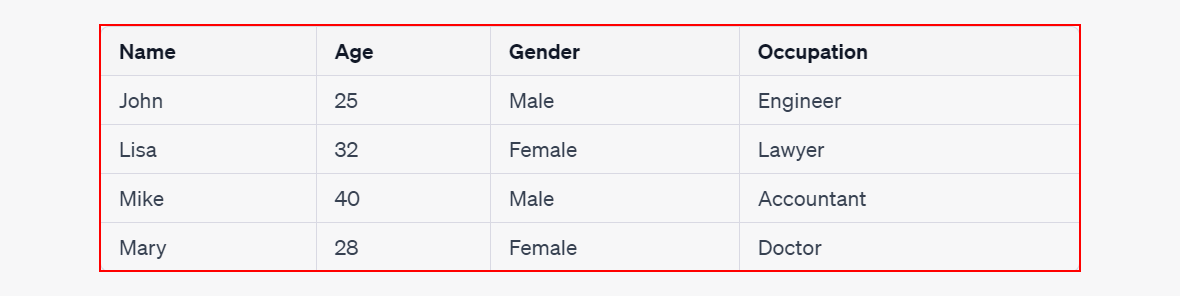 Name Age Gender Occupation
John 25 Male Engineer
Lisa 32 Female Lawyer
Mike 40 Male Accountant
Mary 28 Female Doctor